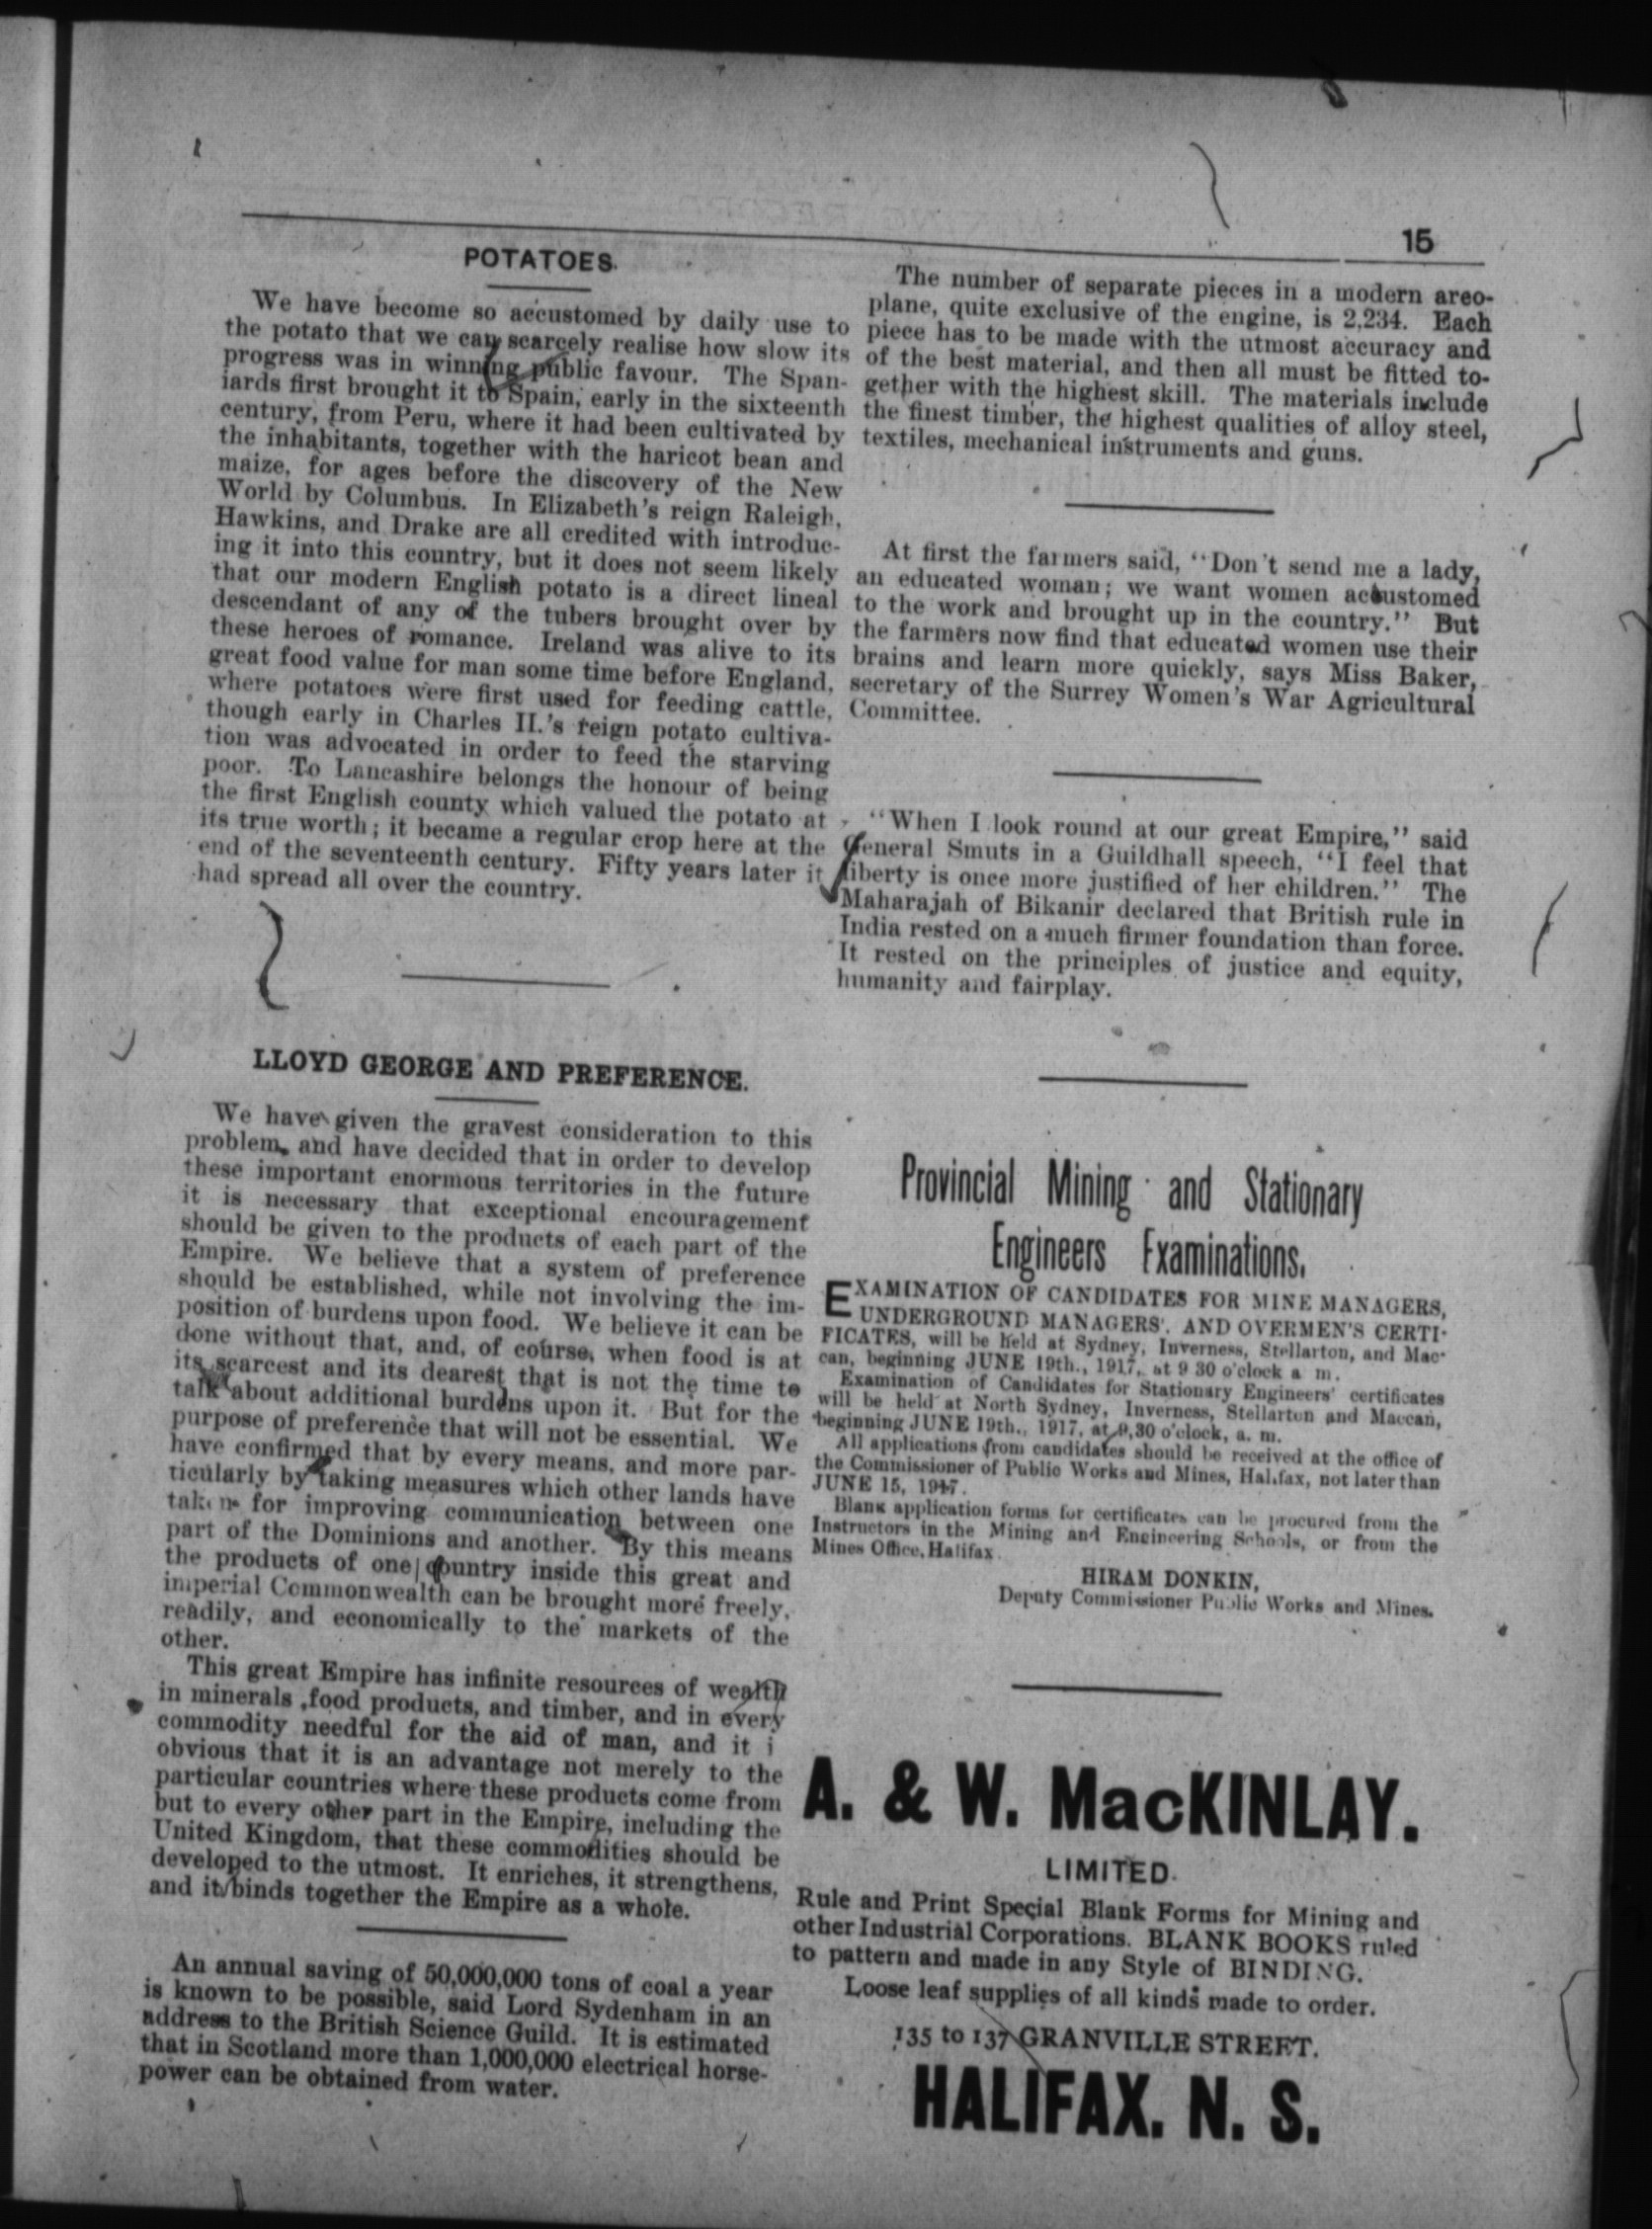 15
POTATOES.
We have become so accustomed by daily use to
the potato that we can scarcely realise how slow its
progress was in winning public favour. The Span-
iards first brought it to Spain, early in the sixteenth
century, from Peru, where it had been cultivated by
the inhabitants, together with the haricot bean and
maize, for ages before the discovery of the New
World by Columbus. In Elizabeth's reign Raleigh,
Hawkins, and Drake are all credited with introduc-
ing it into this country, but it does not seem likely
that our modern English potato is a direct lineal
descendant of any of the tubers brought over by
these heroes of romance. Ireland was alive to its
great food value for man some time before England,
where potatoes were first used for feeding cattle,
though early in Charles II.'s reign potato cultiva-
tion was advocated in order to feed the starving
poor. To Lancashire belongs the honour of being
the first English county which valued the potato at
its true worth; it became a regular crop here at the
end of the seventeenth century. Fifty years later it
had spread all over the country.
LLOYD GEORGE AND PREFERENCE.
We have given the gravest consideration to this
problem, and have decided that in order to develop
these important enormous territories in the future
it is necessary that exceptional encouragement
should be given to the products of each part of the
Empire. We believe that a system of preference
should be established, while not involving the im-
position of burdens upon food. We believe it can be
done without that, and, of course, when food is at
its scarcest and its dearest that is not the time to
talk about additional burdens upon it. But for the
purpose of preference that will not be essential. We
have confirmed that by every means, and more par-
ticularly by taking measures which other lands have
taken for improving communication between one
part of the Dominions and another. By this means
the products of one country inside this great and
imperial Commonwealth can be brought more freely,
readily, and economically to the markets of the
other.
This great Empire has infinite resources of wealth
in minerals ,food products, and timber, and in every
commodity needful for the aid of man, and it i
obvious that it is an advantage not merely to the
particular countries where these products come from
but to every other part in the Empire, including the
United Kingdom, that these commodities should be
developed to the utmost. It enriches, it strengthens,
and it binds together the Empire as a whole.
An annual saving of 50,000,000 tons of coal a year
is known to be possible, said Lord Sydenham in an
address to the British Science Guild. It is estimated
that in Scotland more than 1,000,000 electrical horse-
power can be obtained from water.
The number of separate pieces in a modern areo-
plane, quite exclusive of the engine, is 2,234. Each
piece has to be made with the utmost accuracy and
of the best material, and then all must be fitted to-
gether with the highest skill. The materials include
the finest timber, the highest qualities of alloy steel,
textiles, mechanical instruments and guns.
At first the farmers said, "Don't send me a lady,
an educated woman; we want women accustomed
to the work and brought up in the country." But
the farmers now find that educated women use their
brains and learn more quickly, says Miss Baker,
secretary of the Surrey Women's War Agricultural
Committee.
"When I look round at our great Empire," said
General Smuts in a Guildhall speech, "I feel that
liberty is once more justified of her children." The
Maharajah of Bikanir declared that British rule in
India rested on a much firmer foundation than force.
It rested on the principles of justice and equity,
humanity and fairplay.
Provincial Mining and Stationary
Engineers Examinations.
EXAMINATION OF CANDIDATES FOR MINE MANAGERS,
UNDERGROUND MANAGERS'. AND OVERMEN'S CERTI-
FICATES, will be held at Sydney, Inverness, Stellarton, and Mac-
can, beginning JUNE 19th., 1917, at 9 30 o'clock a m.
Examination of Candidates for Stationary Engineers' certificates
will be held at North Sydney, Inverness, Stellarton and Maccan,
beginning JUNE 19th., 1917, at 9,30 o'clock, a. m.
All applications from candidates should be received at the office of
the Commissioner of Public Works and Mines, Halifax, not later than
JUNE 15, 1917.
Blank application forms for certificates can be procured from the
Instructors in the Mining and Engineering Schools, or from the
Mines Office, Halifax.
HIRAM DONKIN,
Deputy Commissioner Public Works and Mines.
A. & W. MacKINLAY.
LIMITED.
Rule and Print Special Blank Forms for Mining and
other Industrial Corporations. BLANK BOOKS ruled
to pattern and made in any Style of BINDING.
Loose leaf supplies of all kinds made to order.
135 to 137 GRANVILLE STREET.
HALIFAX. N. S.